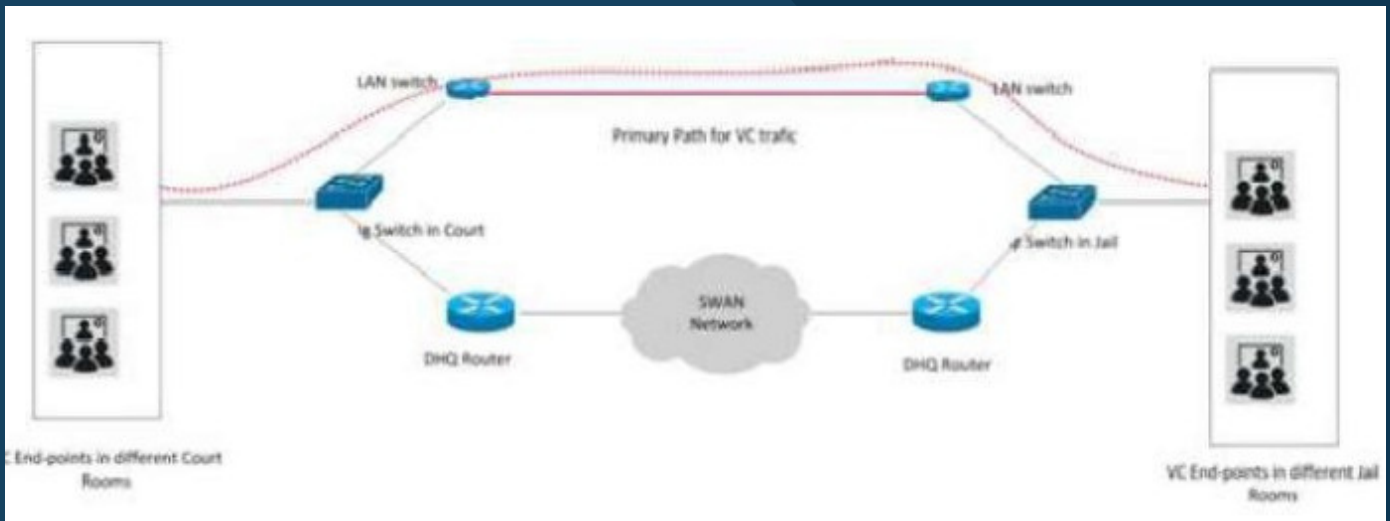 LAN switch
LAN switch
Primary Path for VC trafic
Switch in Court
Switch in Jail
SWAN
Network
DHQ Router
DHQ Router
End-points in different Court
Rooms
VC End-points in different Jail
Rooms